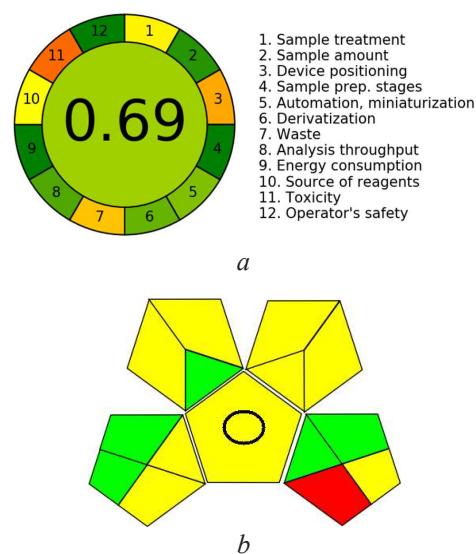 12
1
11
2
10
3
0.69
9
4
8
5
7
6
1. Sample treatment
2. Sample amount
3. Device positioning
4. Sample prep. stages
5. Automation, miniaturization
6. Derivatization
7. Waste
8. Analysis throughput
9. Energy consumption
10. Source of reagents
11. Toxicity
12. Operator's safety
a
b